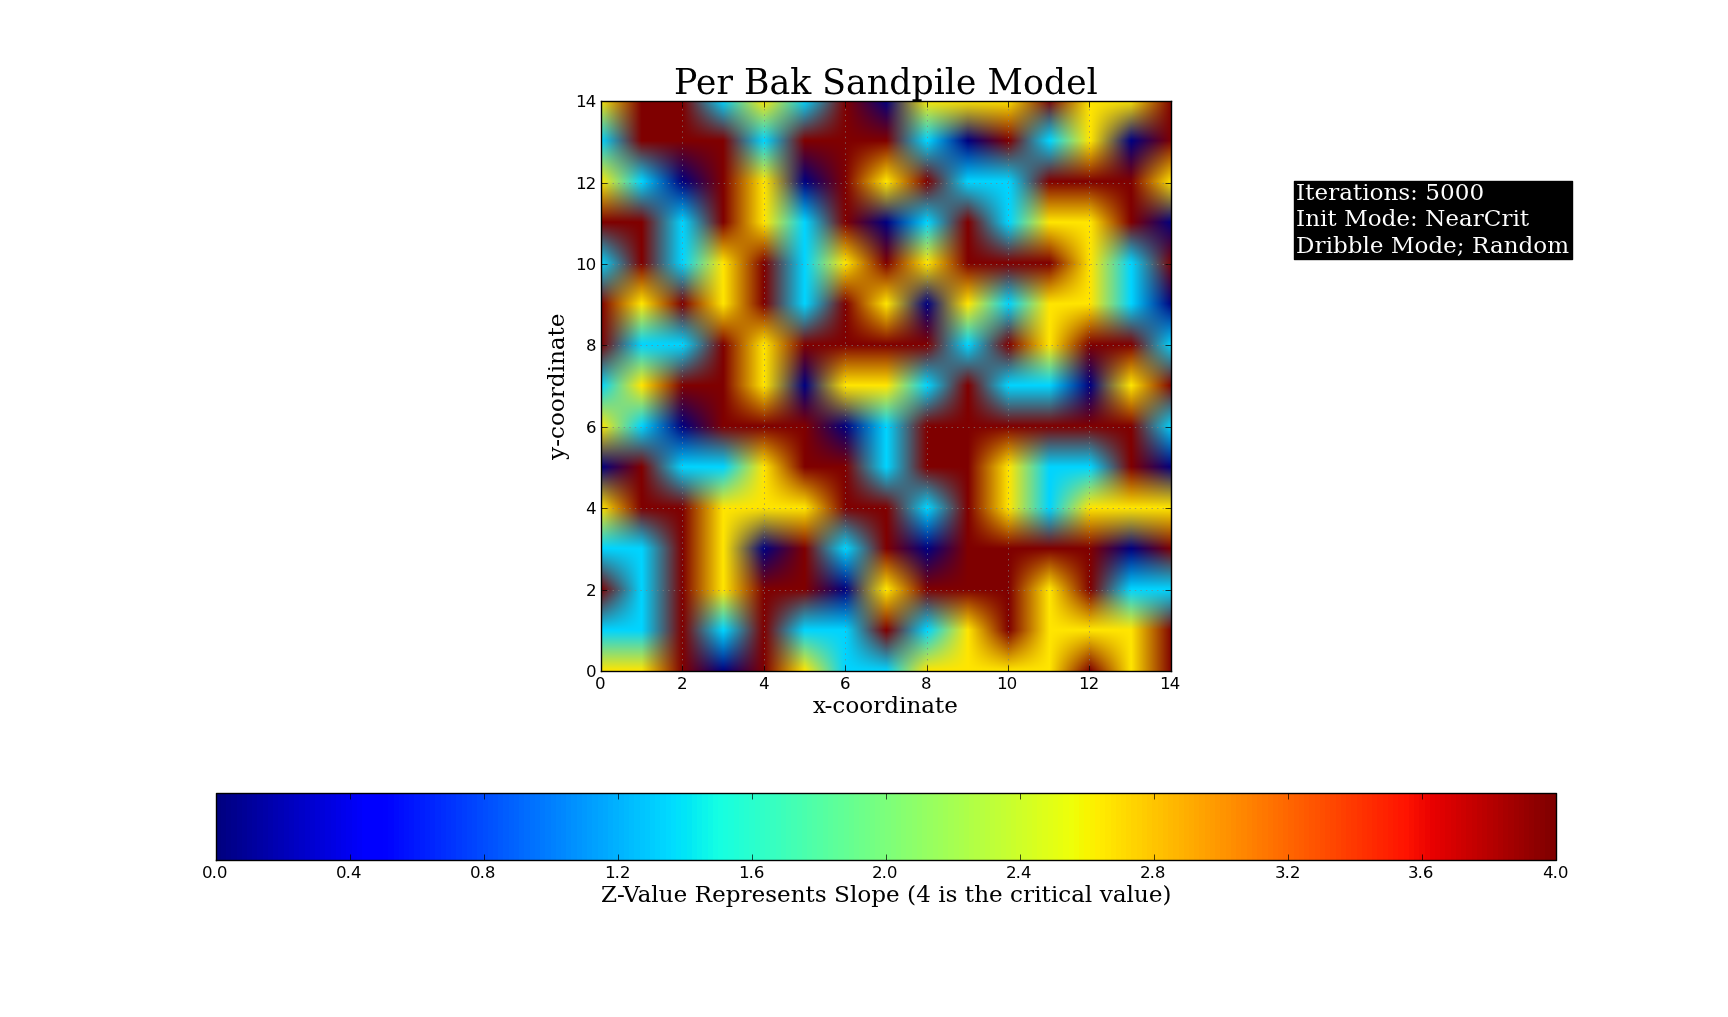 Per Bak Sandpile Model
14
12
10
8
6
4
2
0
y-coordinate
0 2 4 6 8 10 12 14
x-coordinate
Iterations: 5000
Init Mode: NearCrit
Dribble Mode; Random
0.0 0.4 0.8 1.2 1.6 2.0 2.4 2.8 3.2 3.6 4.0
Z-Value Represents Slope (4 is the critical value)